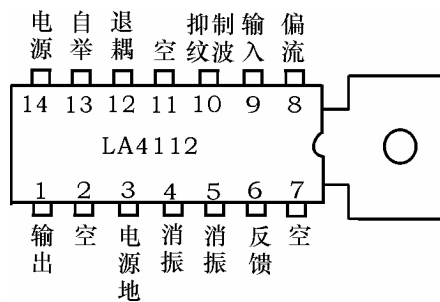 电源 自举 退耦 空 抑制纹波 输入 偏流
14 13 12 11 10 9 8
LA4112
1 2 3 4 5 6 7
输出 空 电源地 消振 消振 反馈 空